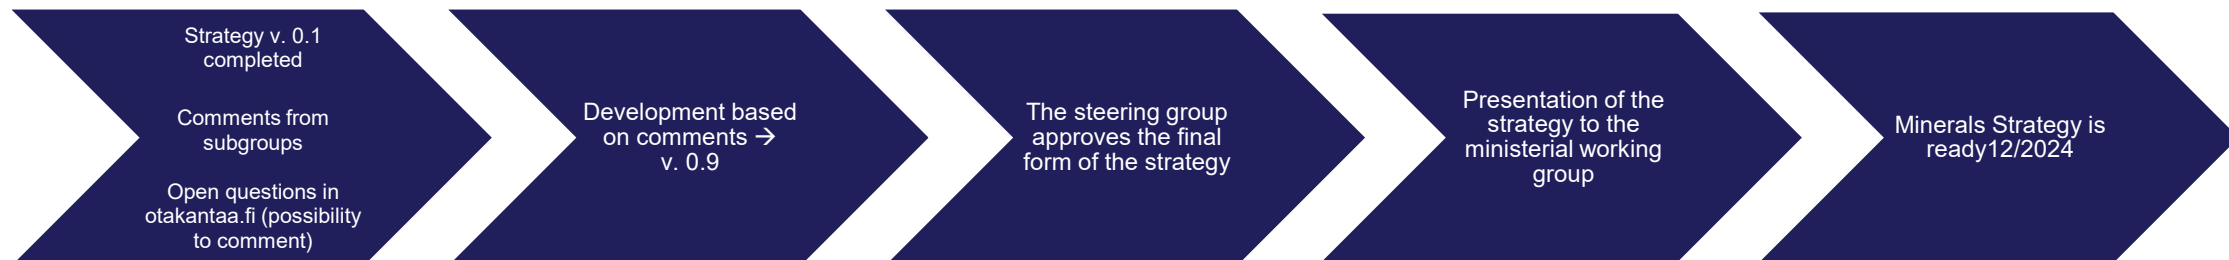 Strategy v. 0.1
completed
Comments from
subgroups
Open questions in
otakantaa.fi (possibility
to comment)
Development based
on comments →
v. 0.9
The steering group
approves the final
form of the strategy
Presentation of the
strategy to the
ministerial working
group
Minerals Strategy is
ready12/2024